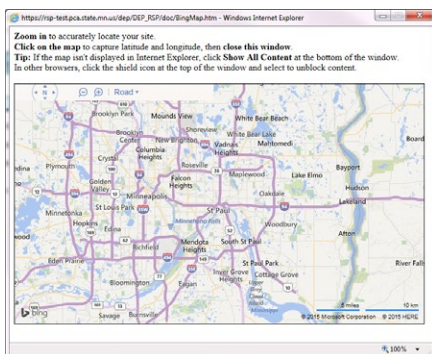 https://rsp-test.pca.state.mn.us/dep/DEP_RSP/doc/BingMap.htm - Windows Internet Explorer
Zoom in to accurately locate your site.
Click on the map to capture latitude and longitude, then close this window.
Tip: If the map isn't displayed in Internet Explorer, click Show All Content at the bottom of the window.
In other browsers, click the shield icon at the top of the window and select to unblock content.
Road
Brooklyn Park
Mounds View
White Bear Beach
Brooklyn Center
Shoreview
White Bear Lake
New Brighton
Vadnais Heights
Mahtomedi
Board
Crystal
Columbia Heights
edina
Plymouth
Roseville
Maplewood
Lake Elmo
Bayport
Golden Valley
Falcon Heights
Hudson
Minneapolis
Oakdale
Lakeland
Minnetonka
St Louis Park
St Paul
Hopkins
Minnehaha Falls
Woodbury
Afton
Edina
Richfield
Mendota Heights
South St Paul
Eden Prairie
St Paul Park
River Falls
Inver Grove Heights
Cottage Grove
Bloomington
Eagan
Savage
Burnsville
bing
5 miles
10 km
© 2015 Microsoft Corporation
© 2015 HERE
100%